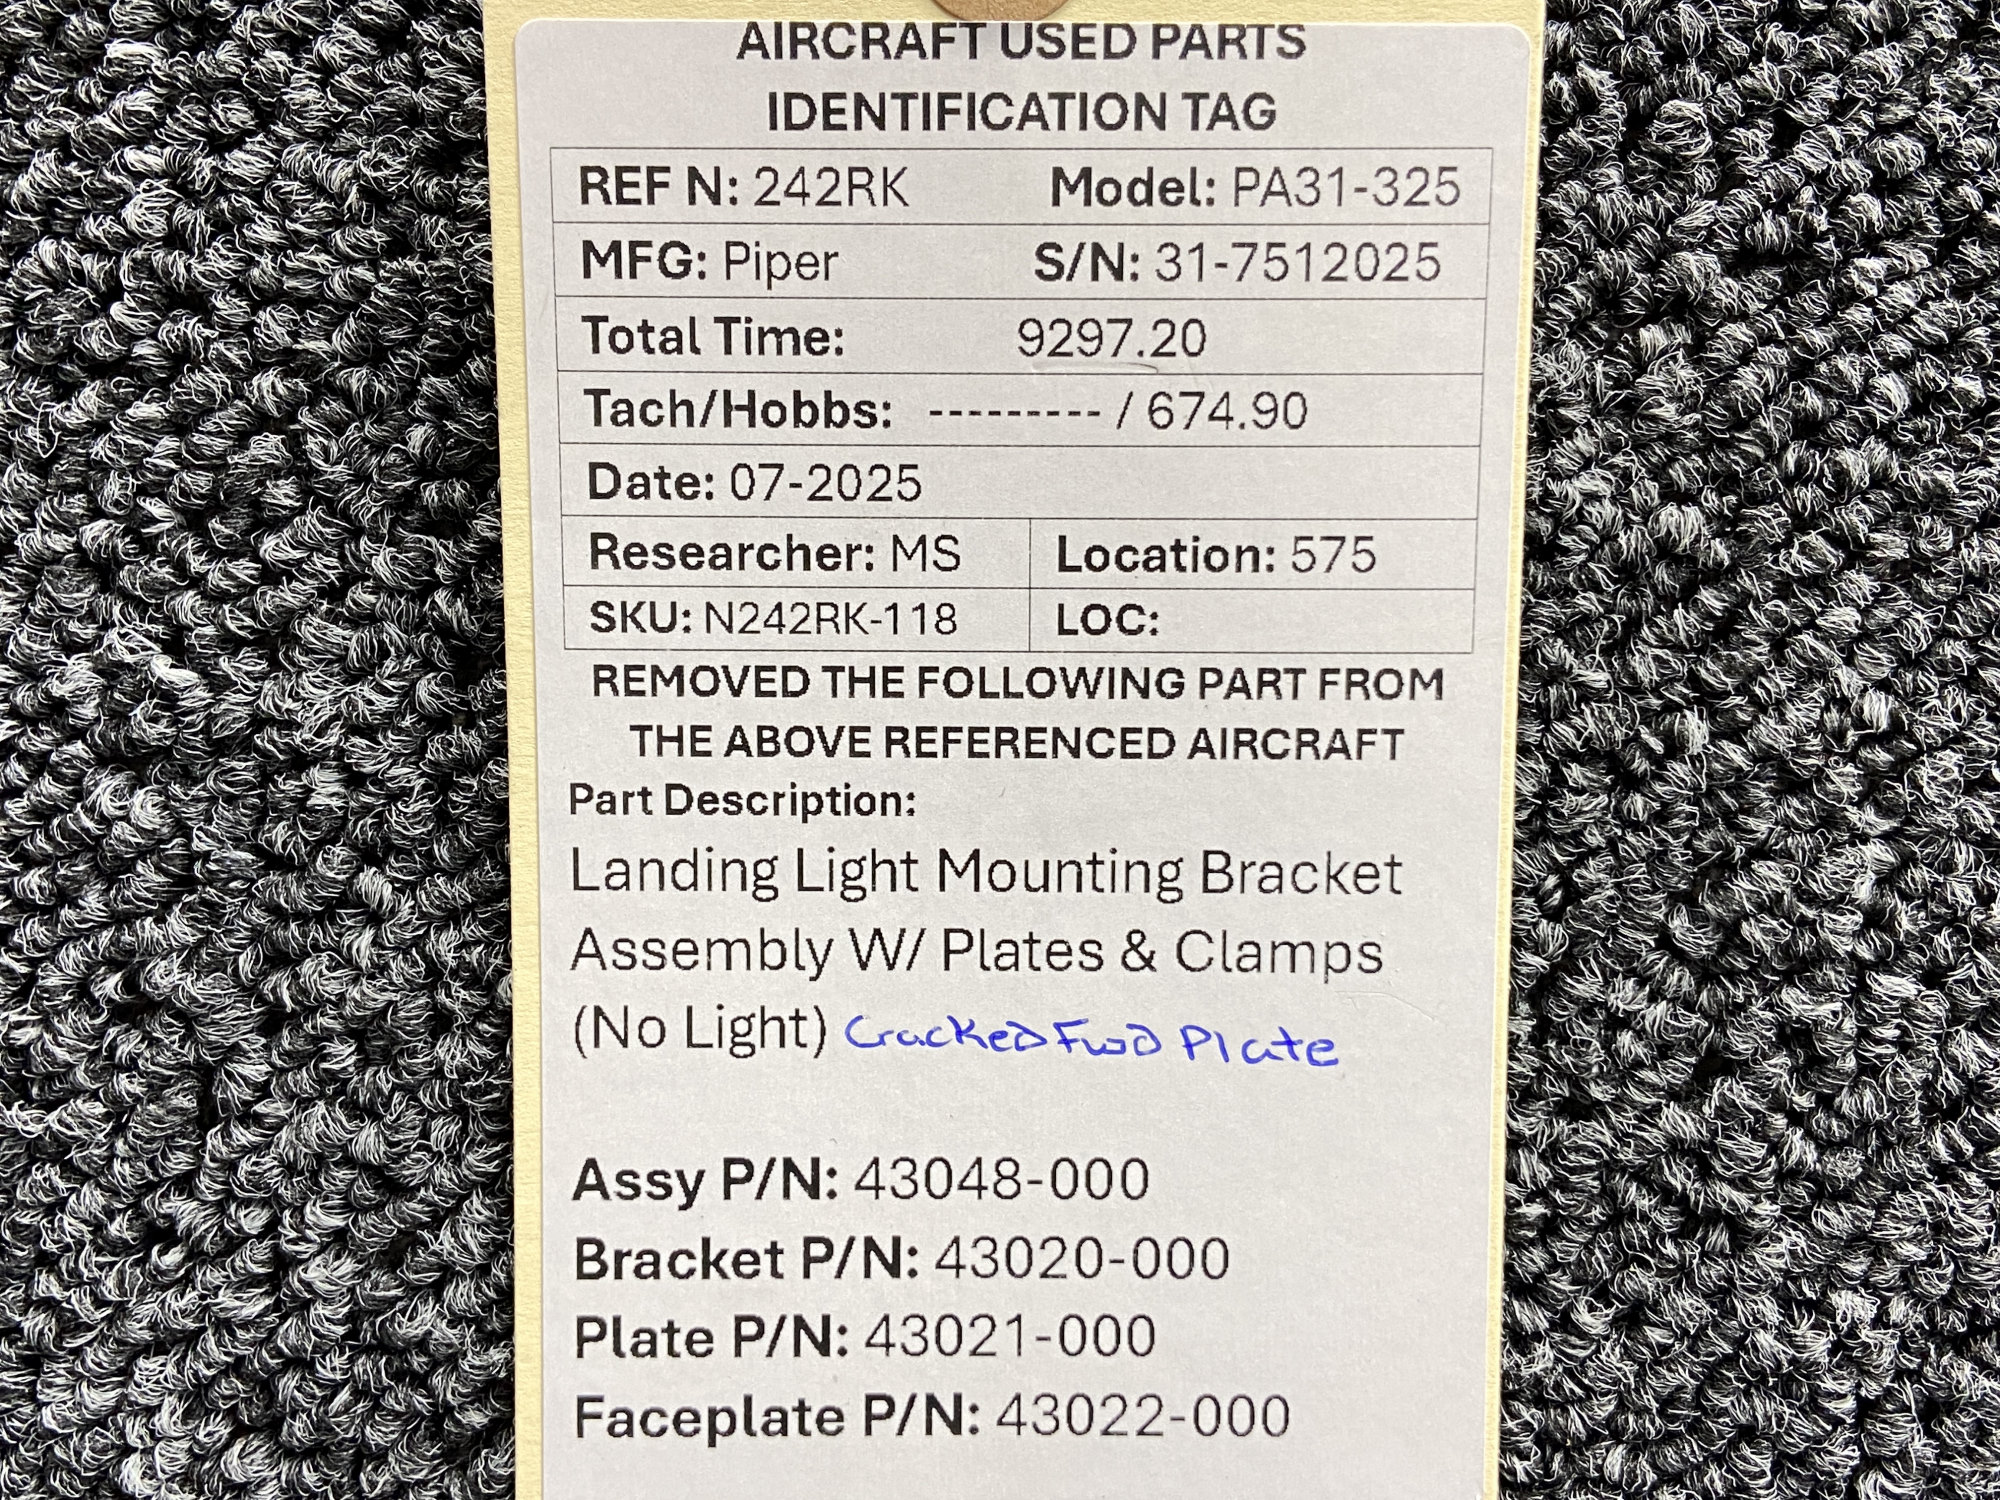 AIRCRAFT USED PARTS
IDENTIFICATION TAG
REF N: 242RK Model: PA31-325
MFG: Piper S/N: 31-7512025
Total Time: 9297.20
Tach/Hobbs: --------- / 674.90
Date: 07-2025
Researcher: MS Location: 575
SKU: N242RK-118 LOC:
REMOVED THE FOLLOWING PART FROM
THE ABOVE REFERENCED AIRCRAFT
Part Description:
Landing Light Mounting Bracket
Assembly W/ Plates & Clamps
(No Light) Cracked Fwd Plate
Assy P/N: 43048-000
Bracket P/N: 43020-000
Plate P/N: 43021-000
Faceplate P/N: 43022-000